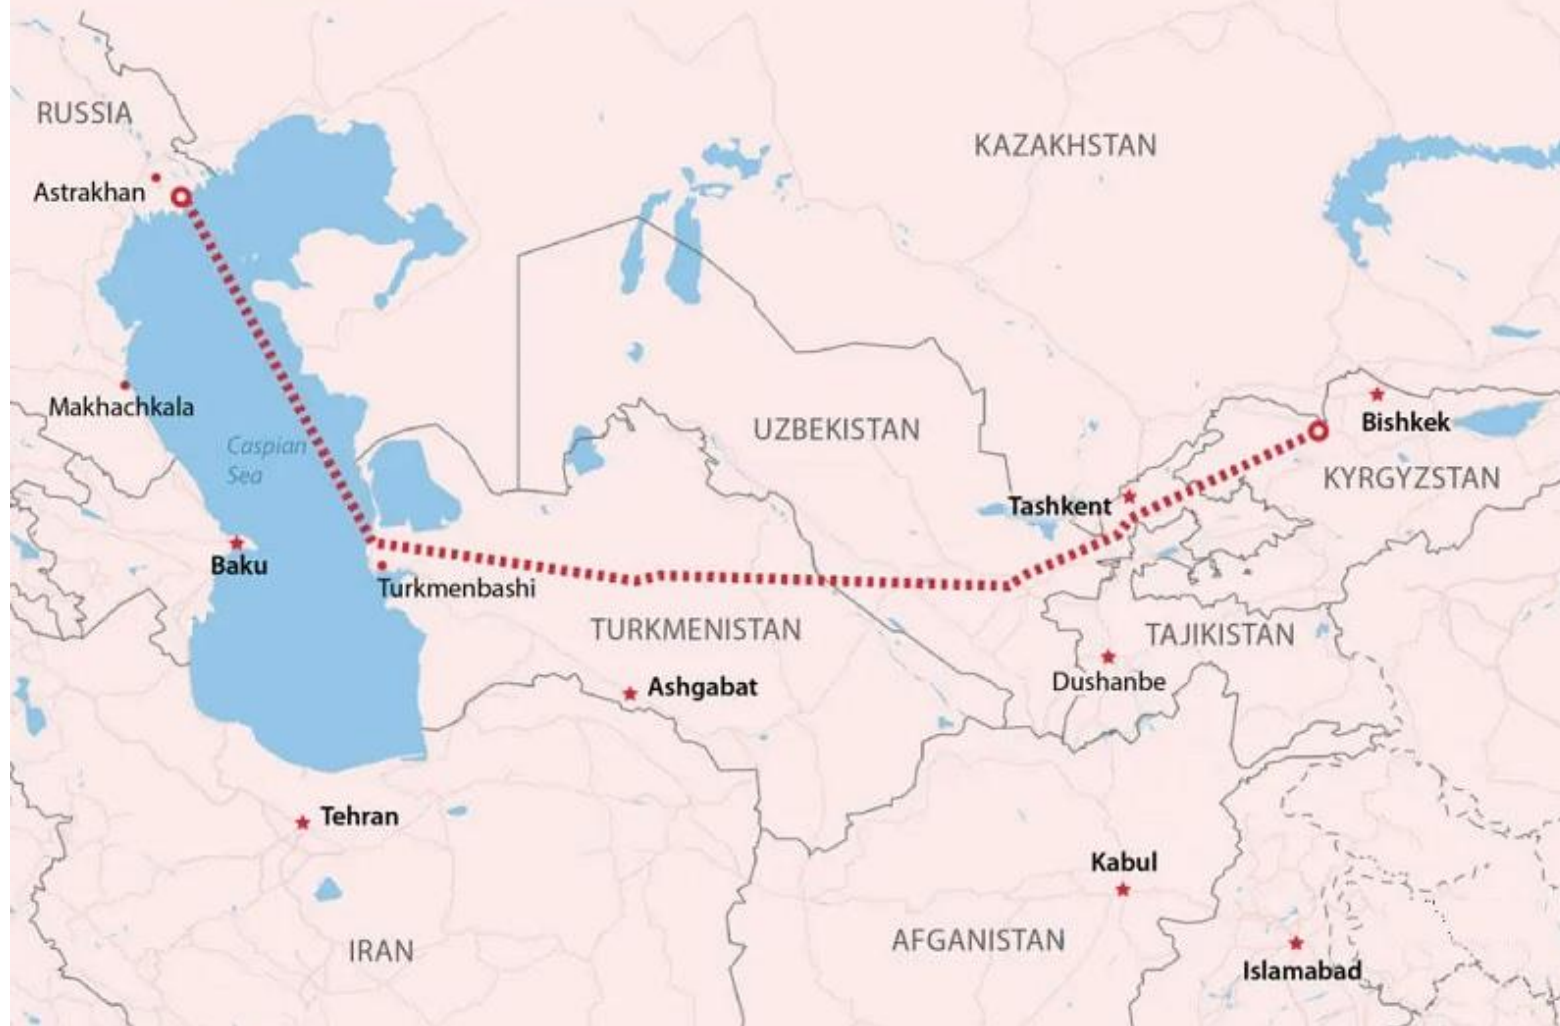 RUSSIA
KAZAKHSTAN
Astrakhan
Makhachkala
Bishkek
UZBEKISTAN
Caspian
Sea
KYRGYZSTAN
Tashkent
Baku
Turkmenbashi
TURKMENISTAN
TAJIKISTAN
Ashgabat
Dushanbe
Tehran
Kabul
AFGANISTAN
IRAN
Islamabad